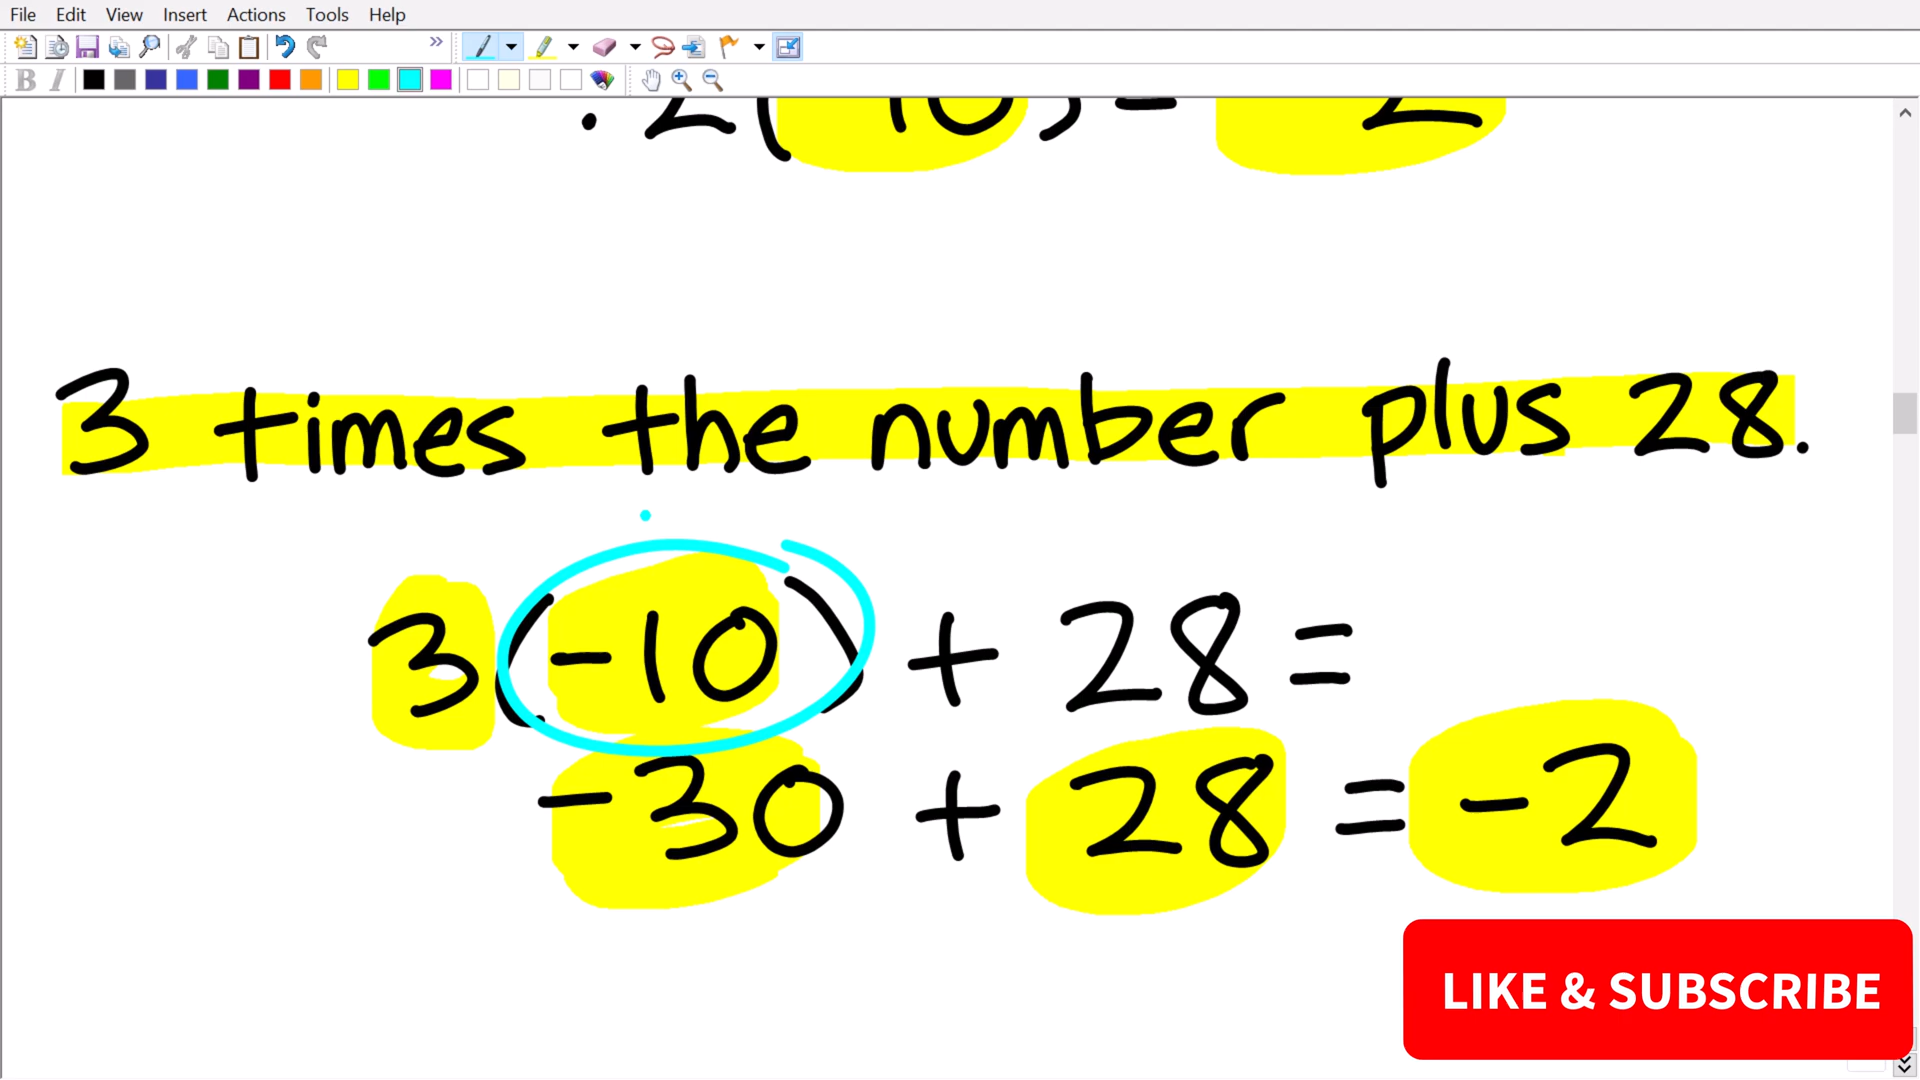 File Edit View Insert Actions Tools Help
B I
3 times the number plus 28.
3(-10) + 28 =
-30 + 28 = -2
LIKE & SUBSCRIBE